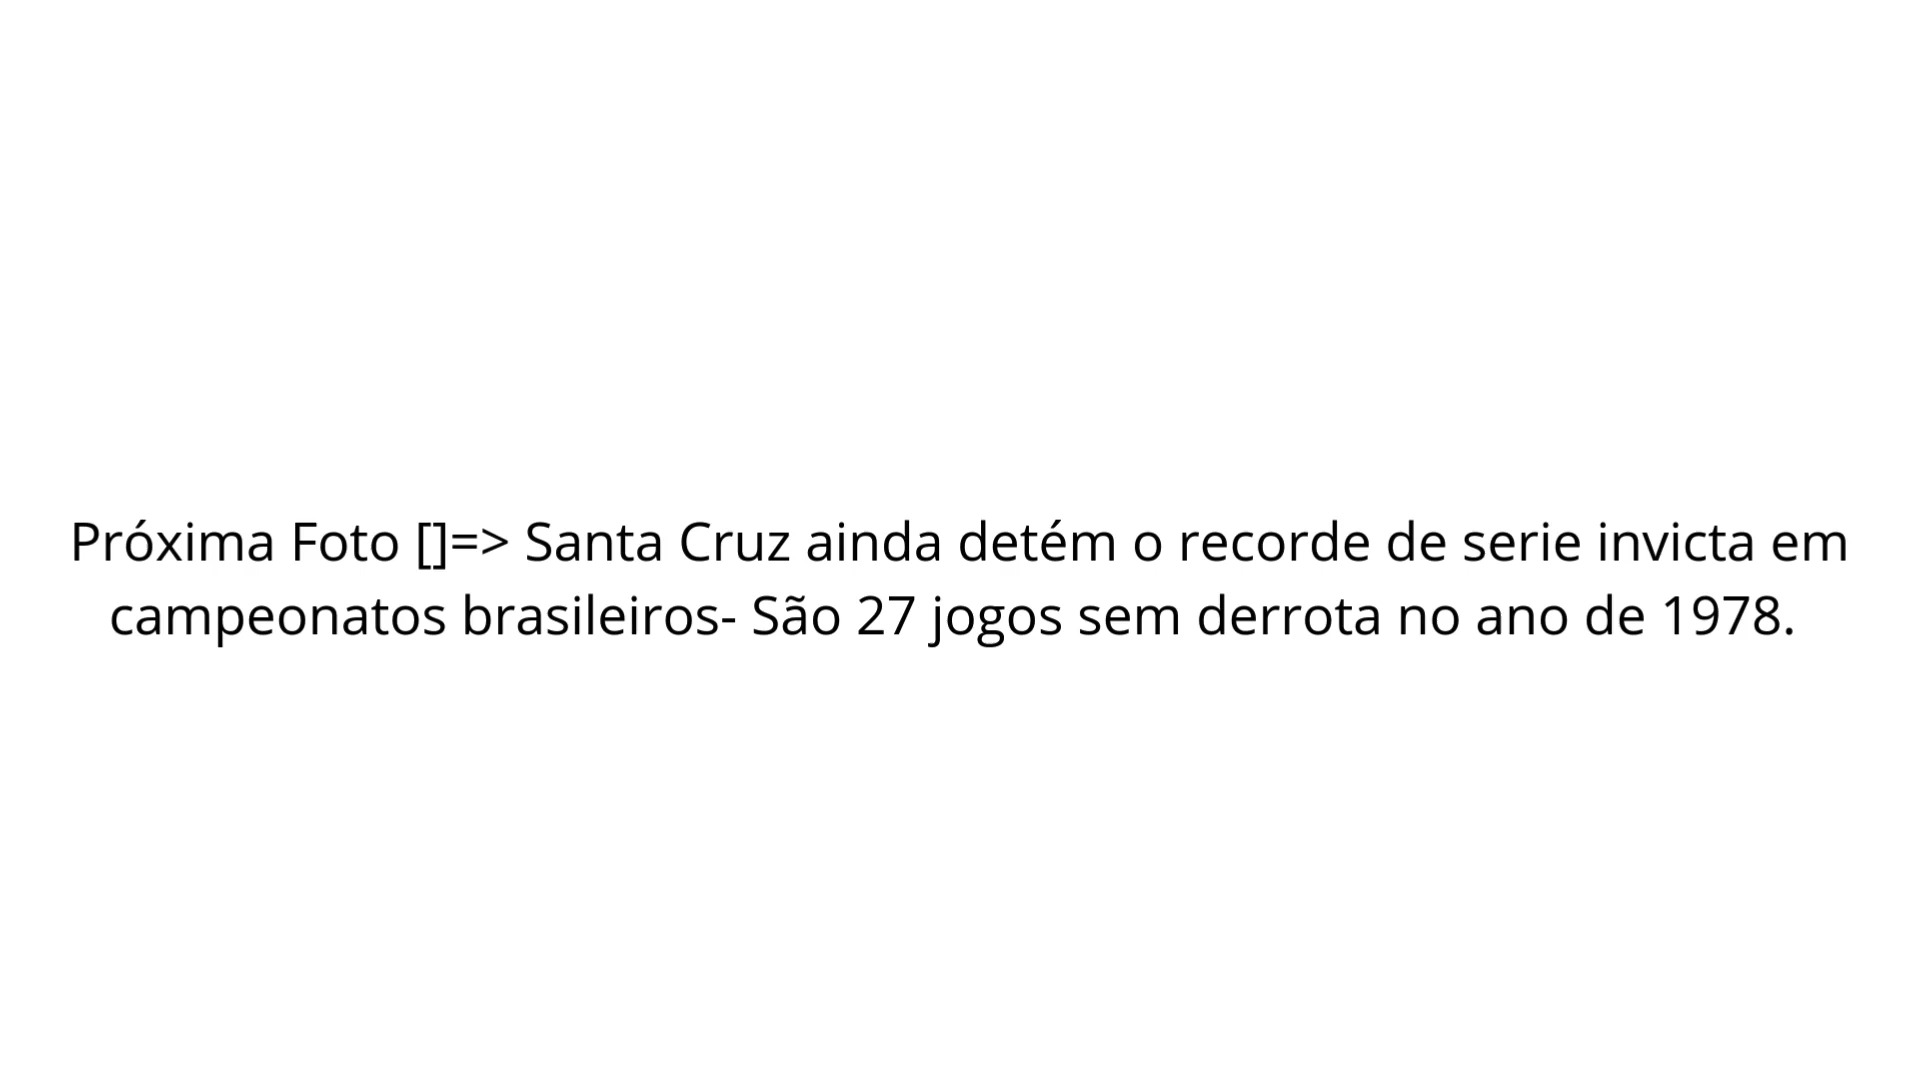 Próxima Foto []=> Santa Cruz ainda detém o recorde de serie invicta em
campeonatos brasileiros- São 27 jogos sem derrota no ano de 1978.